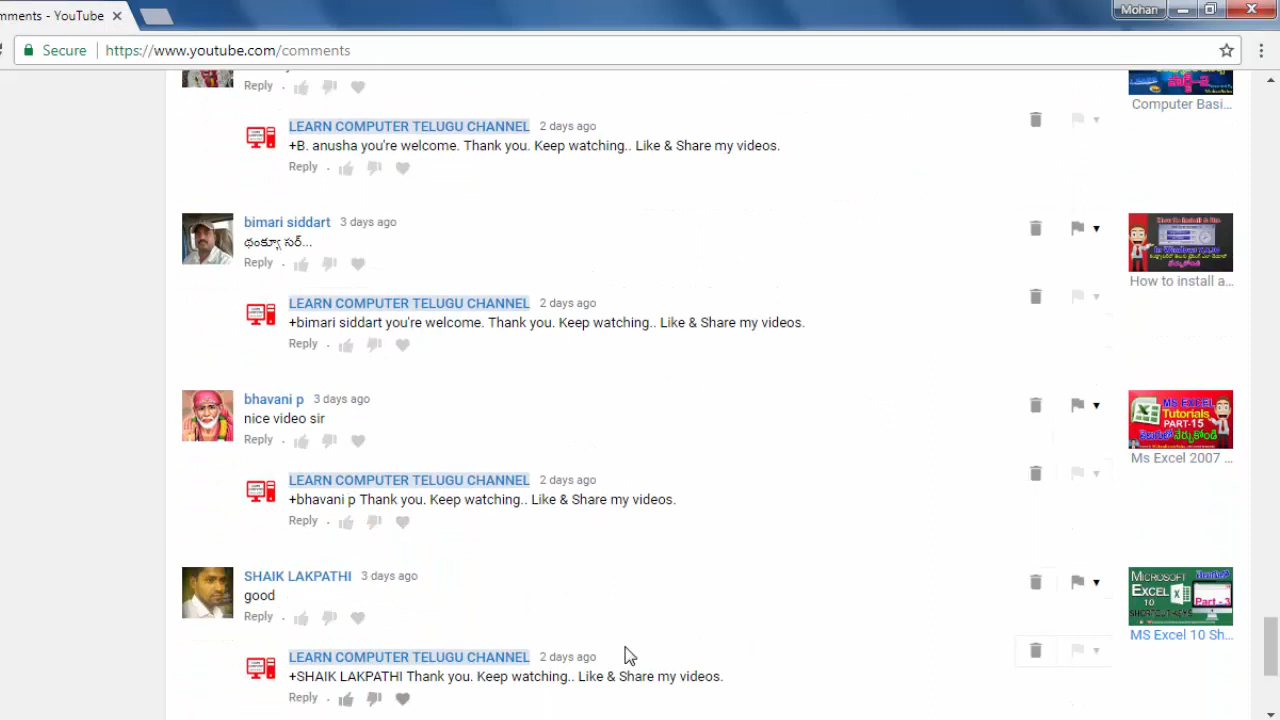 mments - YouTube
Mohan
Secure https://www.youtube.com/comments
Reply
Computer Basi...
LEARN COMPUTER TELUGU CHANNEL 2 days ago
+B. anusha you're welcome. Thank you. Keep watching.. Like & Share my videos.
Reply
bimari siddart 3 days ago
థంక్యూ సర్...
Reply
How to install a...
LEARN COMPUTER TELUGU CHANNEL 2 days ago
+bimari siddart you're welcome. Thank you. Keep watching.. Like & Share my videos.
Reply
bhavani p 3 days ago
nice video sir
Reply
MS EXCEL
Tutorials
PART-15
తెలుగులో నేర్చుకోండి
Ms Excel 2007 ...
LEARN COMPUTER TELUGU CHANNEL 2 days ago
+bhavani p Thank you. Keep watching.. Like & Share my videos.
Reply
SHAIK LAKPATHI 3 days ago
good
Reply
MICROSOFT
EXCEL
10
Part - 3
SHORTCUT KEYS
MS Excel 10 Sh...
LEARN COMPUTER TELUGU CHANNEL 2 days ago
+SHAIK LAKPATHI Thank you. Keep watching.. Like & Share my videos.
Reply